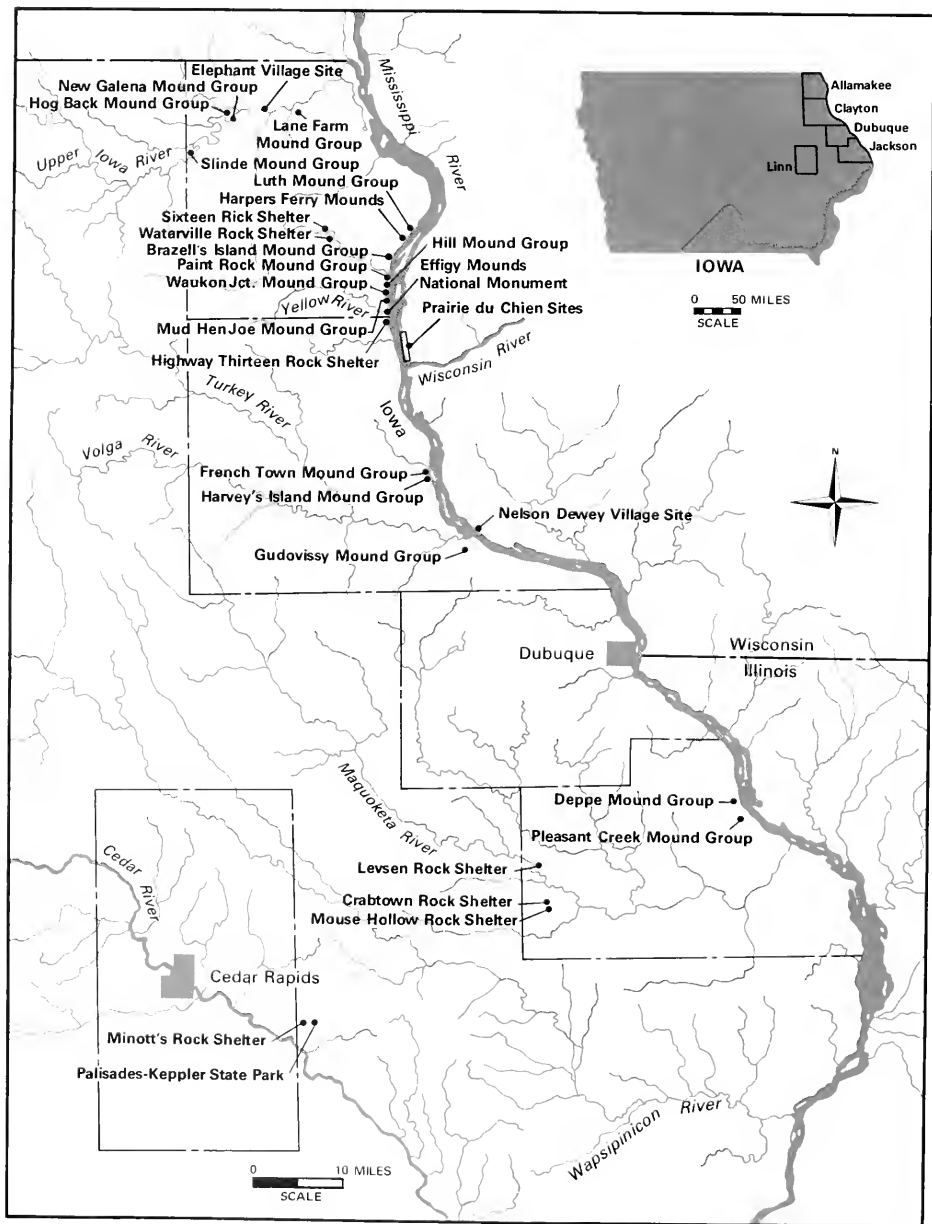 Elephant Village Site
New Galena Mound Group
Hog Back Mound Group
Lane Farm
Mound Group
Mississippi
River
Upper Iowa River
Slinde Mound Group
Luth Mound Group
Harpers Ferry Mounds
Sixteen Rick Shelter
Waterville Rock Shelter
Brazell's Island Mound Group
Paint Rock Mound Group
Waukon Jct. Mound Group
Yellow River
Mud Hen Joe Mound Group
Highway Thirteen Rock Shelter
Hill Mound Group
Effigy Mounds
National Monument
Prairie du Chien Sites
Wisconsin River
Allamakee
Clayton
Dubuque
Jackson
Linn
IOWA
0 50 MILES
SCALE
Turkey River
Iowa
Volga River
N
French Town Mound Group
Harvey's Island Mound Group
Nelson Dewey Village Site
Gudovissy Mound Group
Dubuque
Wisconsin
Illinois
Maquoketa River
Deppe Mound Group
Pleasant Creek Mound Group
Levsen Rock Shelter
Crabtown Rock Shelter
Mouse Hollow Rock Shelter
Cedar River
Cedar Rapids
Minott's Rock Shelter
Palisades-Keppler State Park
Wapsipinicon River
0 10 MILES
SCALE